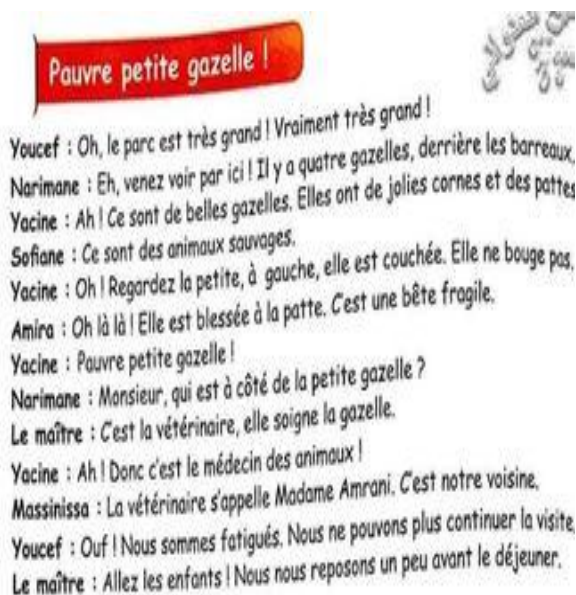 Pauvre petite gazelle !
Youcef : Oh, le parc est très grand ! Vraiment très grand !
Narimane : Eh, venez voir par ici ! Il y a quatre gazelles, derrière les barreaux,
Yacine : Ah ! Ce sont de belles gazelles. Elles ont de jolies cornes et des pattes
Sofiane : Ce sont des animaux sauvages.
Yacine : Oh ! Regardez la petite, à gauche, elle est couchée. Elle ne bouge pas.
Amira : Oh là là ! Elle est blessée à la patte. C'est une bête fragile.
Yacine : Pauvre petite gazelle !
Narimane : Monsieur, qui est à côté de la petite gazelle ?
Le maître : C'est la vétérinaire, elle soigne la gazelle.
Yacine : Ah ! Donc c'est le médecin des animaux !
Massinissa : La vétérinaire s'appelle Madame Amrani. C'est notre voisine.
Youcef : Ouf ! Nous sommes fatigués. Nous ne pouvons plus continuer la visite.
Le maître : Allez les enfants ! Nous nous reposons un peu avant le déjeuner.